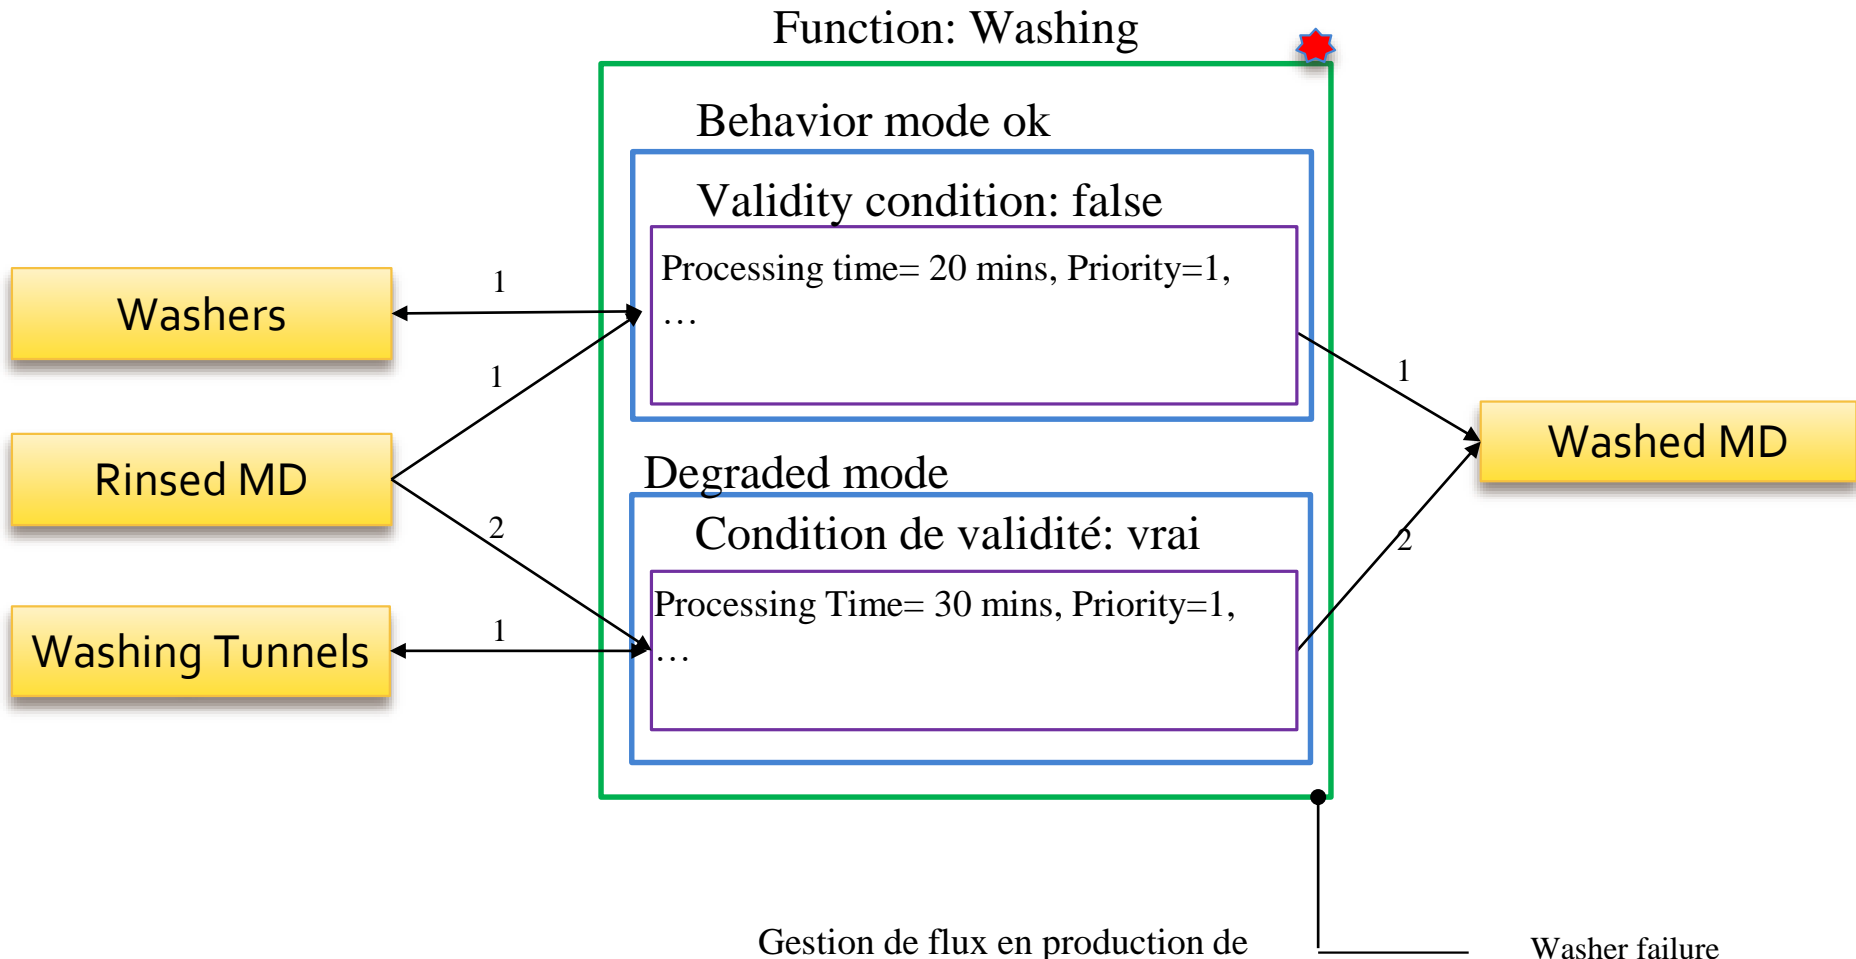 Function: Washing
Behavior mode ok
Validity condition: false
Processing time= 20 mins, Priority=1,
…
Washers
1
1
1
Rinsed MD
Washed MD
Degraded mode
2
2
Condition de validité: vrai
Processing Time= 30 mins, Priority=1,
…
Washing Tunnels
1
Gestion de flux en production de
Washer failure